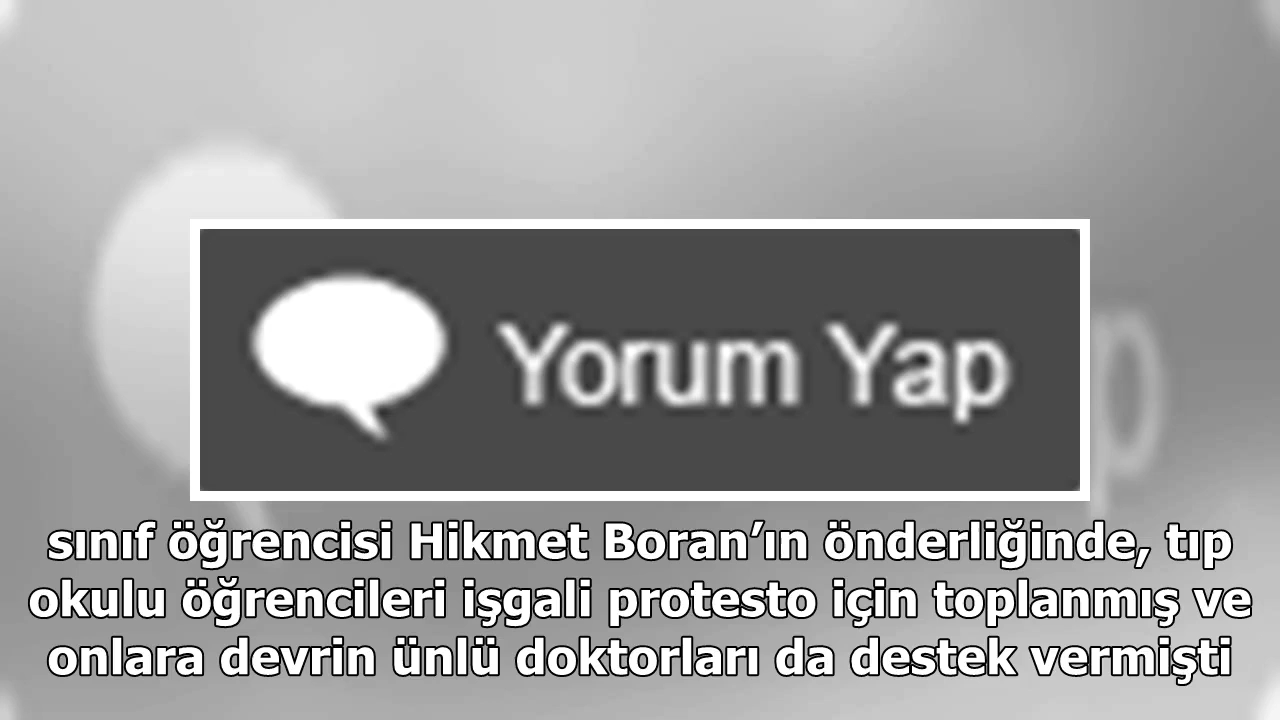 Yorum Yap
sınıf öğrencisi Hikmet Boran’ın önderliğinde, tıp
okulu öğrencileri işgali protesto için toplanmış ve
onlara devrin ünlü doktorları da destek vermişti